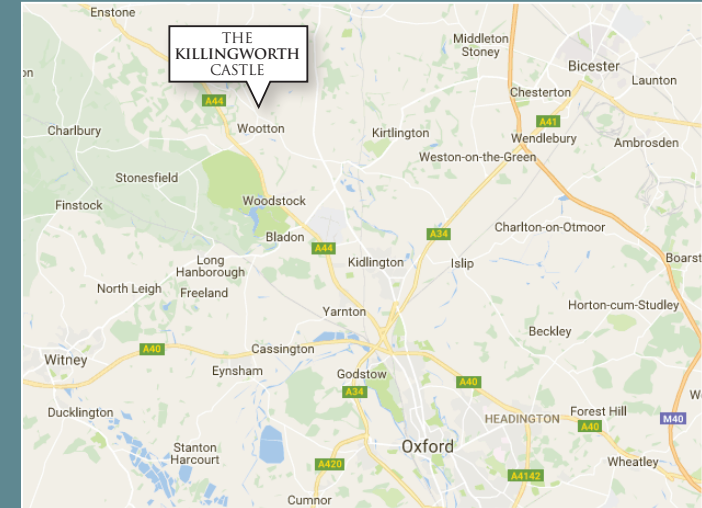 Enstone
THE
KILLINGWORTH
CASTLE
Middleton
Stoney
Bicester
on
Launton
Chesterton
A44
A41
Charlbury
Wootton
Kirtlington
Wendlebury
Ambrosden
Weston-on-the-Green
Stonesfield
Finstock
Woodstock
Charlton-on-Otmoor
Bladon
A44
A34
Long
Hanborough
Kidlington
Islip
Boarst
North Leigh
Freeland
Yarnton
Horton-cum-Studley
Beckley
Witney
A40
Cassington
Eynsham
Godstow
A34
A40
Ducklington
HEADINGTON
Forest Hill
A40
M40
W
Stanton
Harcourt
Oxford
A420
A4142
Wheatley
Cumnor